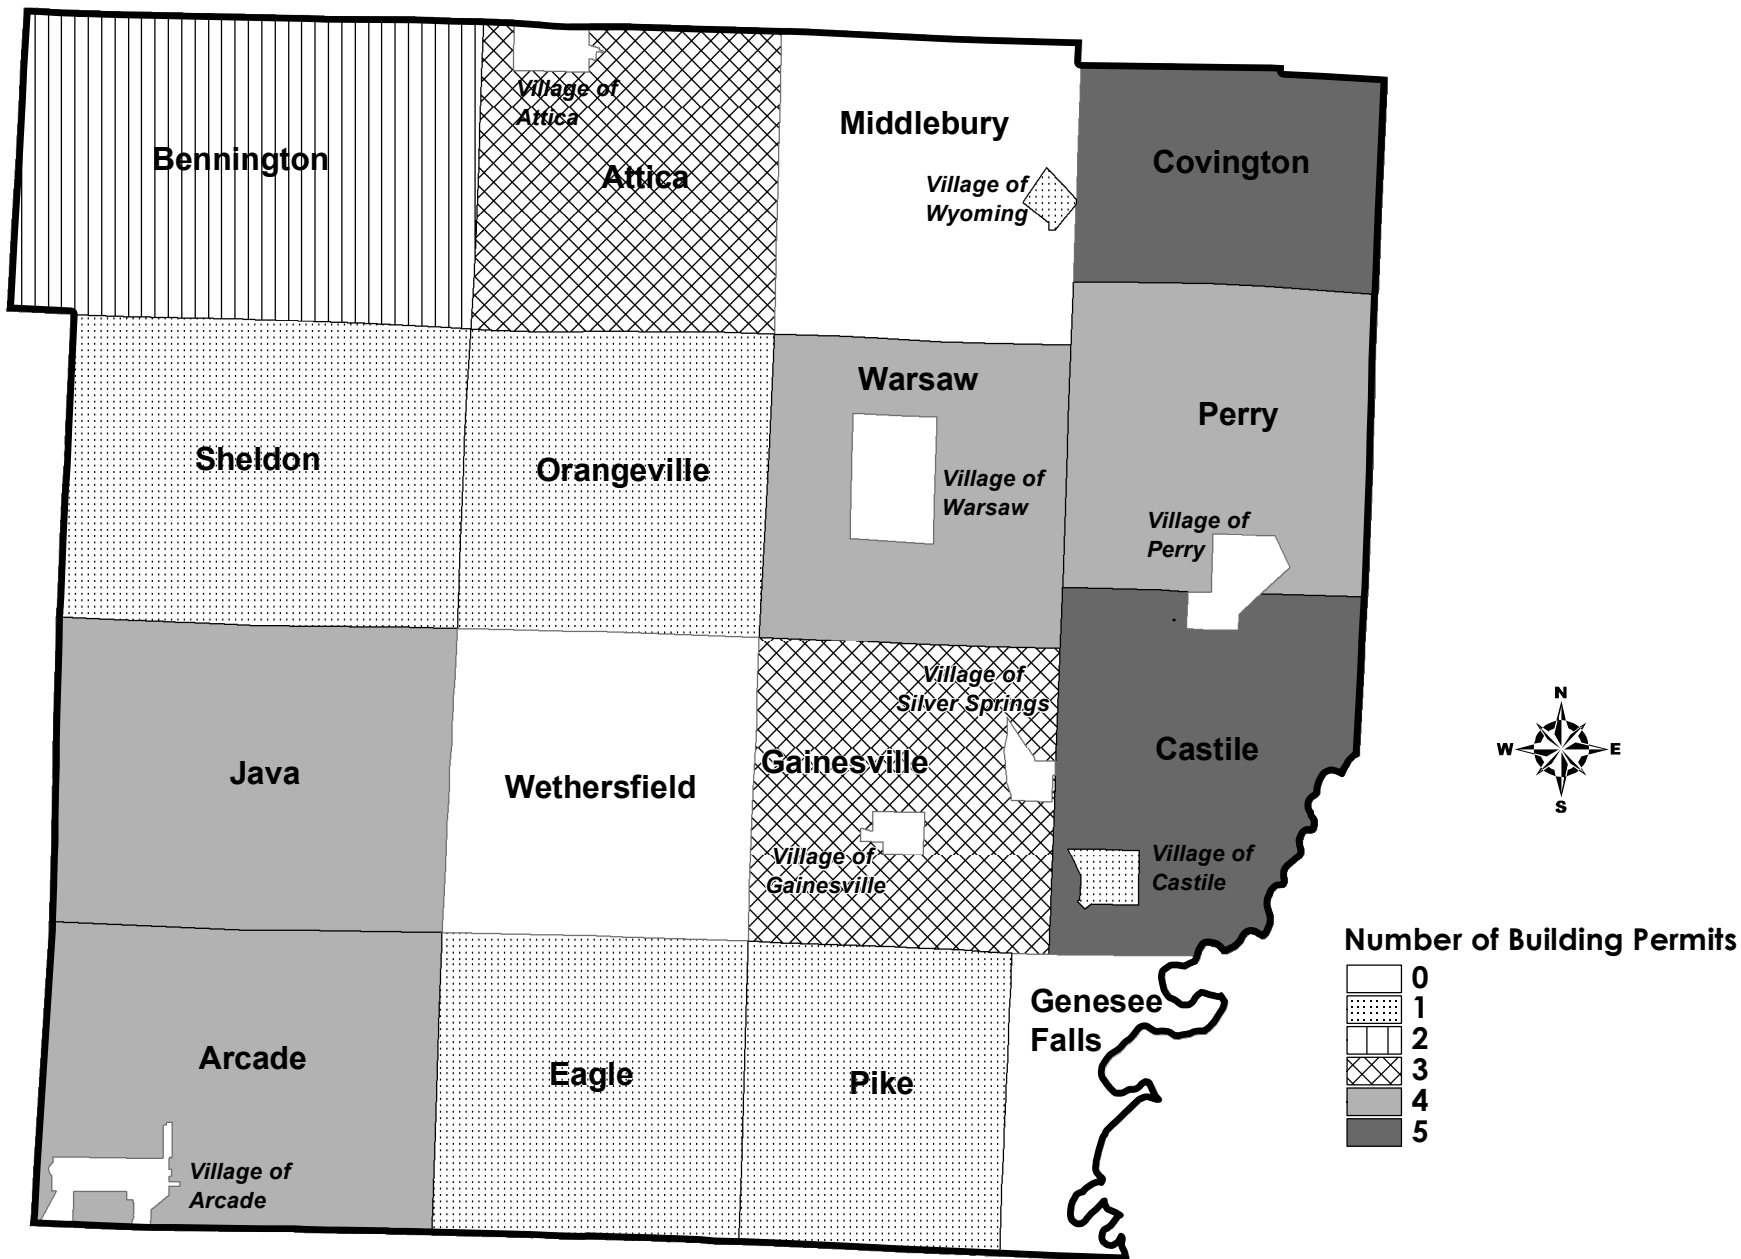 Village of
Attica
Middlebury
Bennington
Attica
Covington
Village of
Wyoming
Warsaw
Perry
Sheldon
Orangeville
Village of
Warsaw
Village of
Perry
Village of
Silver Springs
Java
Wethersfield
Gainesville
Castile
Village of
Gainesville
Village of
Castile
N
W E
S
Number of Building Permits
0
1
2
3
4
5
Genesee
Falls
Arcade
Eagle
Pike
Village of
Arcade